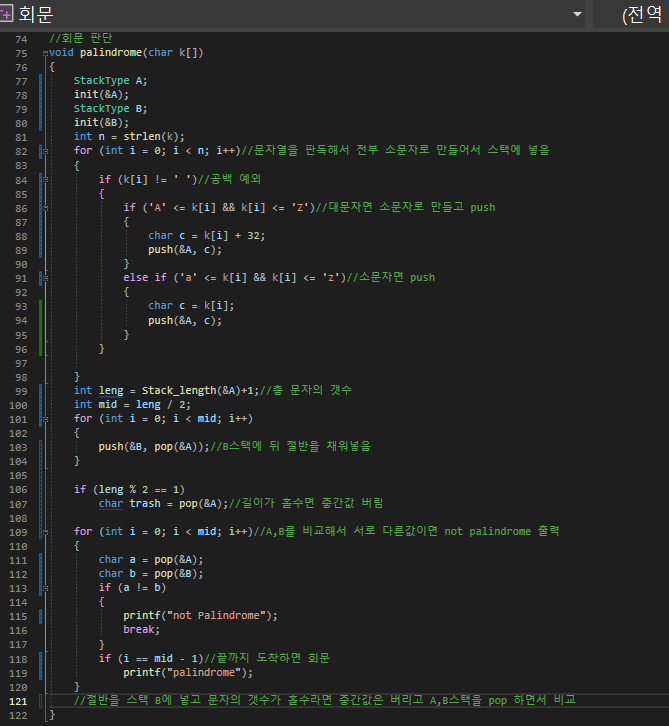 회문
(전역
74 //회문 판단
75 void palindrome(char k[])
76 {
77 StackType A;
78 init(&A);
79 StackType B;
80 init(&B);
81 int n = strlen(k);
82 for (int i = 0; i < n; i++)//문자열을 판독해서 전부 소문자로 만들어서 스택에 넣음
83 {
84 if (k[i] != ' ')//공백 예외
85 {
86 if ('A' <= k[i] && k[i] <= 'Z')//대문자면 소문자로 만들고 push
87 {
88 char c = k[i] + 32;
89 push(&A, c);
90 }
91 else if ('a' <= k[i] && k[i] <= 'z')//소문자면 push
92 {
93 char c = k[i];
94 push(&A, c);
95 }
96 }
97
98 }
99 int leng = Stack_length(&A)+1;//총 문자의 갯수
100 int mid = leng / 2;
101 for (int i = 0; i < mid; i++)
102 {
103 push(&B, pop(&A));//B스택에 뒤 절반을 채워넣음
104 }
105
106 if (leng % 2 == 1)
107 char trash = pop(&A);//길이가 홀수면 중간값 버림
108
109 for (int i = 0; i < mid; i++)//A,B를 비교해서 서로 다른값이면 not palindrome 출력
110 {
111 char a = pop(&A);
112 char b = pop(&B);
113 if (a != b)
114 {
115 printf("not Palindrome");
116 break;
117 }
118 if (i == mid - 1)//끝까지 도착하면 회문
119 printf("palindrome");
120 }
121 //절반을 스택 B에 넣고 문자의 갯수가 홀수라면 중간값은 버리고 A,B스택을 pop 하면서 비교
122 }